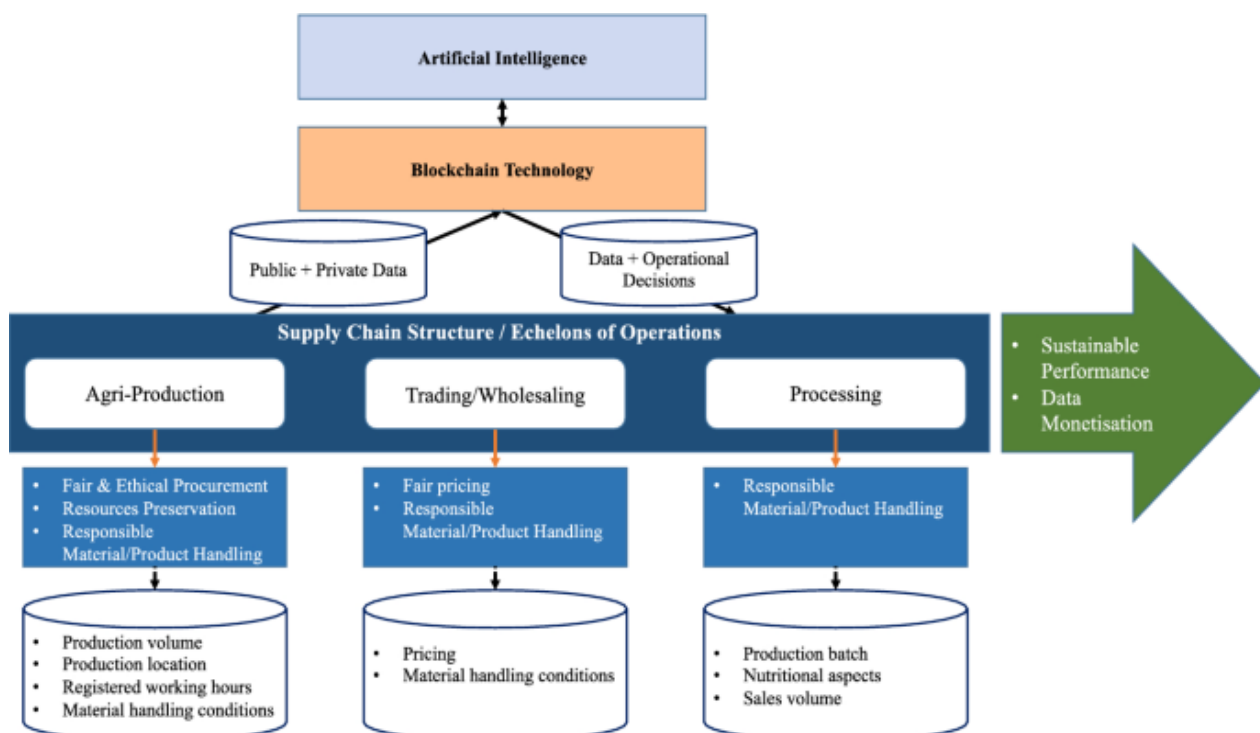 Artificial Intelligence
Blockchain Technology
Public + Private Data
Data + Operational
Decisions
Supply Chain Structure / Echelons of Operations
Agri-Production
Trading/Wholesaling
Processing
• Sustainable
Performance
• Data
Monetisation
• Fair & Ethical Procurement
• Resources Preservation
• Responsible
Material/Product Handling
• Fair pricing
• Responsible
Material/Product Handling
• Responsible
Material/Product Handling
• Production volume
• Production location
• Registered working hours
• Material handling conditions
• Pricing
• Material handling conditions
• Production batch
• Nutritional aspects
• Sales volume